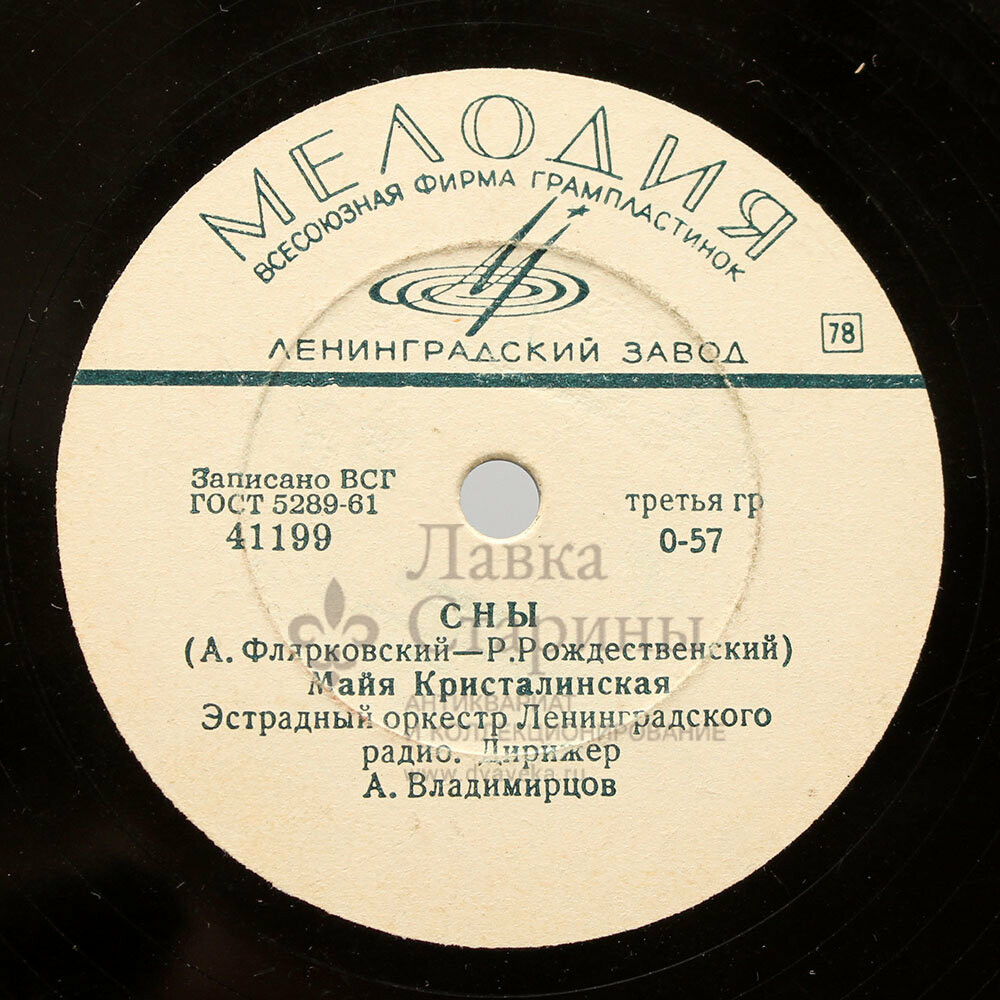 МЕЛОДИЯ
ВСЕСОЮЗНАЯ ФИРМА ГРАМПЛАСТИНОК
ЛЕНИНГРАДСКИЙ ЗАВОД
78
Записано ВСГ
ГОСТ 5289-61
41199
третья гр
0-57
Лавка
Старины
СНЫ
(А. Флярковский—Р.Рождественский)
Майя Кристалинская
АНТИКВАРИАТ
Эстрадный оркестр Ленинградского
И КОЛЛЕКЦИОНИРОВАНИЕ
радио. Дирижер
www.dvaveka.ru
А. Владимирцов